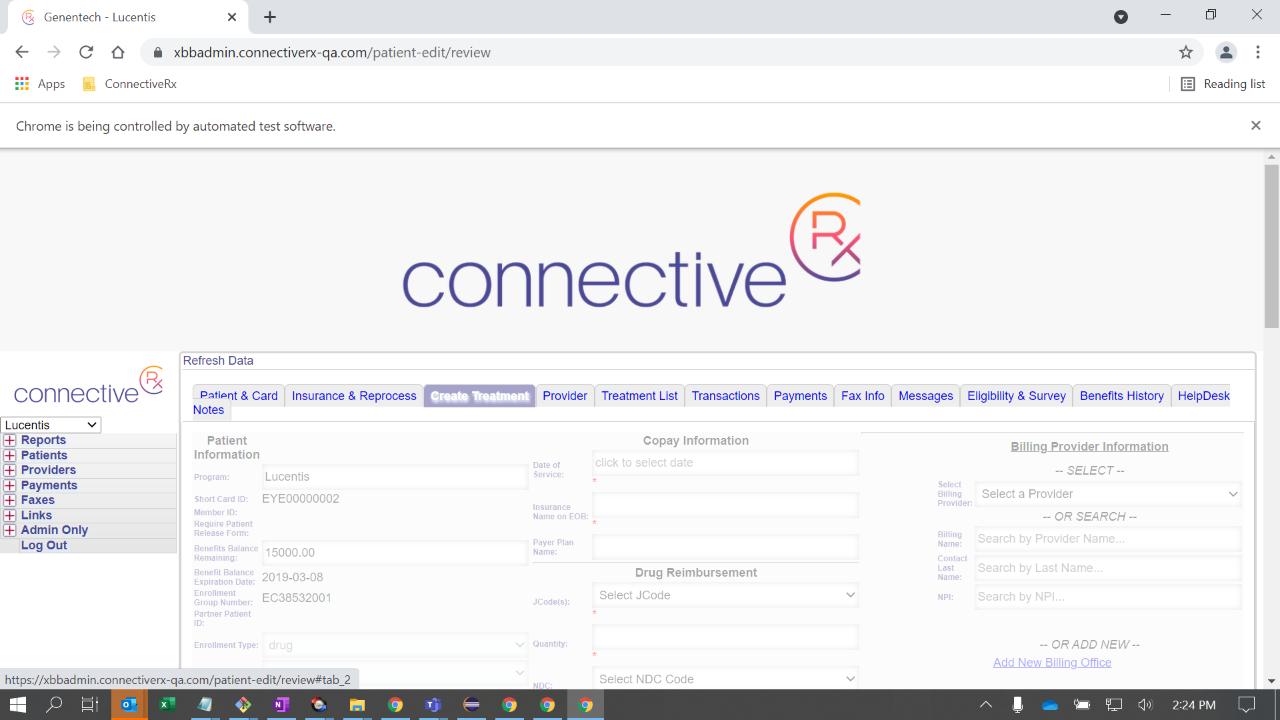 Genentech - Lucentis
xbbadmin.connectiverx-qa.com/patient-edit/review
Apps
ConnectiveRx
Reading list
Chrome is being controlled by automated test software.
connective Rx
connective Rx
Lucentis
Reports
Patients
Providers
Payments
Faxes
Links
Admin Only
Log Out
Refresh Data
Patient & Card
Insurance & Reprocess
Create Treatment
Provider
Treatment List
Transactions
Payments
Fax Info
Messages
Eligibility & Survey
Benefits History
HelpDesk
Notes
Patient
Information
Program: Lucentis
Short Card ID: EYE00000002
Member ID:
Require Patient
Release Form:
Benefits Balance
Remaining: 15000.00
Benefit Balance
Expiration Date: 2019-03-08
Enrollment
Group Number: EC38532001
Partner Patient
ID:
Enrollment Type: drug
Copay Information
Date of
Service: click to select date
*
Insurance
Name on EOB:
*
Payer Plan
Name:
Drug Reimbursement
JCode(s): Select JCode
*
Quantity:
*
NDC: Select NDC Code
Billing Provider Information
-- SELECT --
Select
Billing
Provider: Select a Provider
-- OR SEARCH --
Billing
Name: Search by Provider Name...
Contact
Last
Name: Search by Last Name...
NPI: Search by NPI...
-- OR ADD NEW --
Add New Billing Office
https://xbbadmin.connectiverx-qa.com/patient-edit/review#tab_2
2:24 PM